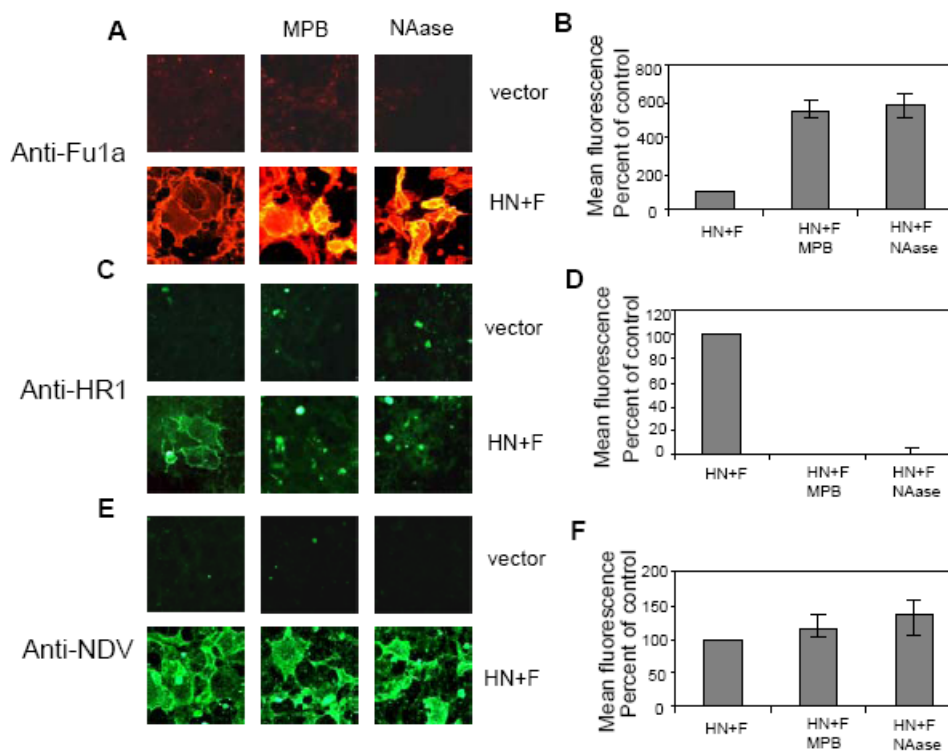 A
MPB
NAase
vector
Anti-Fu1a
HN+F
B
Mean fluorescence
Percent of control
800
600
400
200
0
HN+F
HN+F
MPB
HN+F
NAase
C
vector
Anti-HR1
HN+F
D
Mean fluorescence
Percent of control
120
100
80
60
40
20
0
HN+F
HN+F
MPB
HN+F
NAase
E
vector
Anti-NDV
HN+F
F
Mean fluorescence
Percent of control
200
150
100
50
0
HN+F
HN+F
MPB
HN+F
NAase